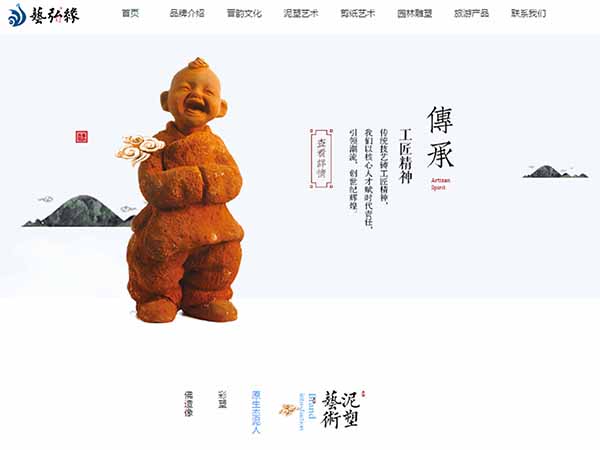 藝弘緣
首页 品牌介绍 晋韵文化 泥塑艺术 剪纸艺术 园林雕塑 旅游产品 联系我们
傳承
Artisan
Spirit
工匠精神
传统技艺铸工匠精神,
我们以核心人才赋时代责任,
引领潮流, 创世纪辉煌。
查看詳情
泥塑
藝術
Brand
Introduction
原生态泥人
彩塑
佛造像